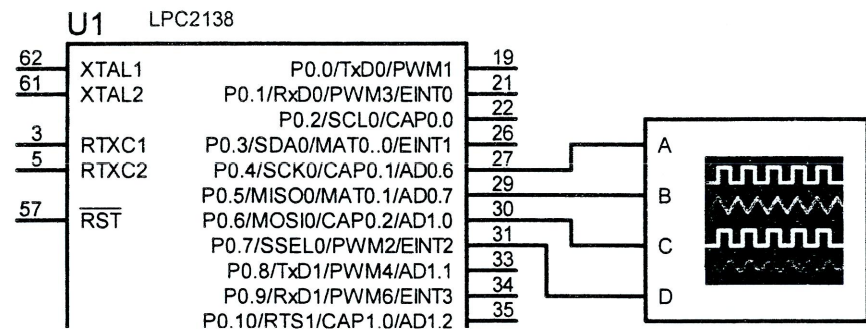 U1 LPC2138
62 XTAL1 P0.0/TxD0/PWM1 19
61 XTAL2 P0.1/RxD0/PWM3/EINT0 21
P0.2/SCL0/CAP0.0 22
3 RTXC1 P0.3/SDA0/MAT0..0/EINT1 26
5 RTXC2 P0.4/SCK0/CAP0.1/AD0.6 27
P0.5/MISO0/MAT0.1/AD0.7 29
57 RST P0.6/MOSI0/CAP0.2/AD1.0 30
P0.7/SSEL0/PWM2/EINT2 31
P0.8/TxD1/PWM4/AD1.1 33
P0.9/RxD1/PWM6/EINT3 34
P0.10/RTS1/CAP1.0/AD1.2 35
A
B
C
D